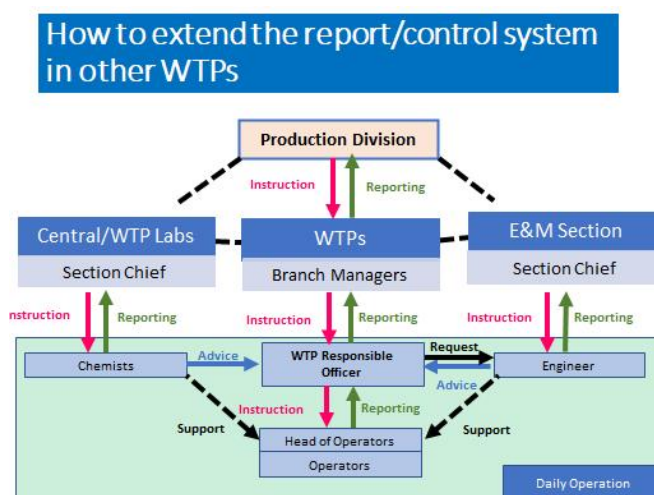 How to extend the report/control system
in other WTPs
Production Division
Instruction
Reporting
Central/WTP Labs
WTPs
E&M Section
Section Chief
Branch Managers
Section Chief
nstruction
Reporting
Instruction
Reporting
Instruction
Reporting
Chemists
Advice
WTP Responsible
Officer
Request
Advice
Engineer
Instruction
Reporting
Support
Support
Head of Operators
Operators
Daily Operation